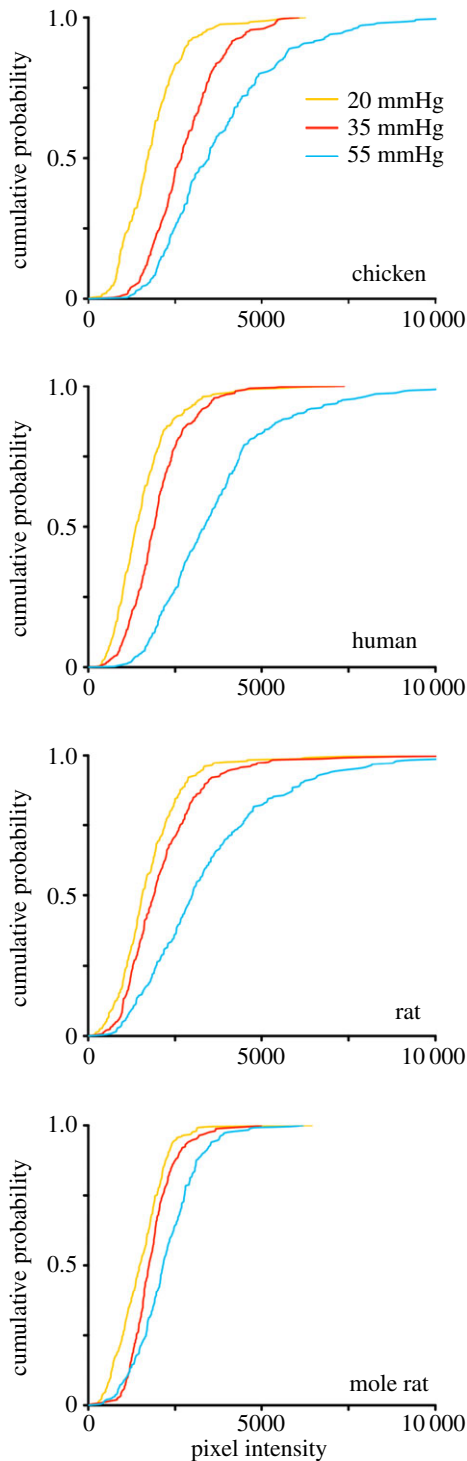 1.0
cumulative probability
0.5
0
20 mmHg
35 mmHg
55 mmHg
chicken
0 5000 10 000
1.0
cumulative probability
0.5
0
human
0 5000 10 000
1.0
cumulative probability
0.5
0
rat
0 5000 10 000
1.0
cumulative probability
0.5
0
mole rat
0 5000 10 000
pixel intensity